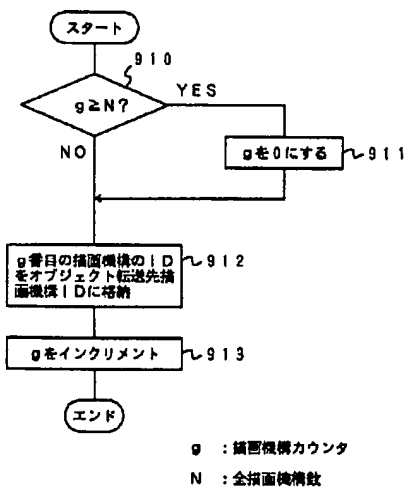 スタート
910
g≧N?
YES
NO
gを0にする
911
g番目の描画機構のID
をオブジェクト転送先描
画機構IDに格納
912
gをインクリメント
913
エンド
g :描画機構カウンタ
N :全描画機構数